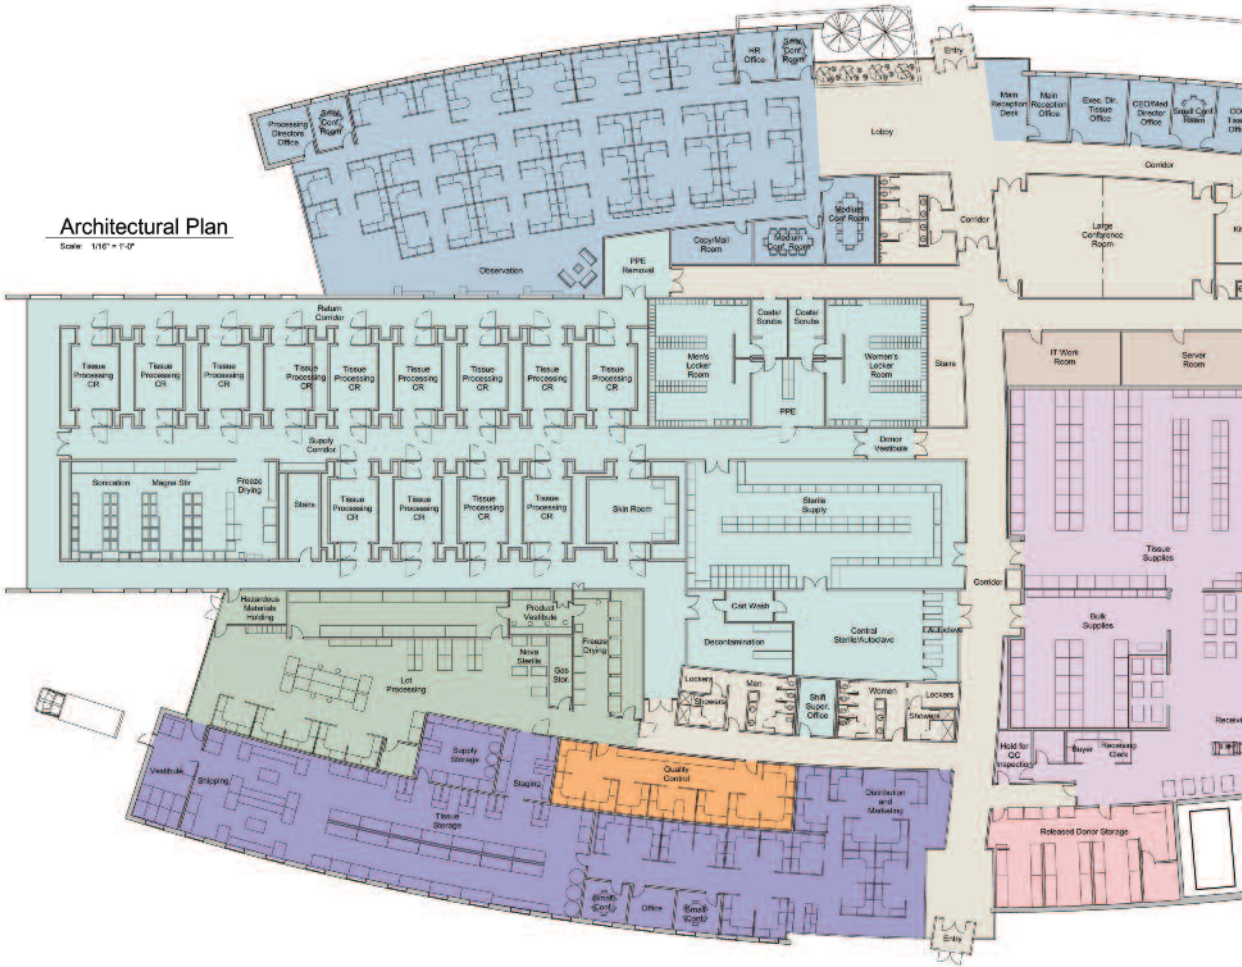 Architectural Plan
Scale: 1/16" = 1'-0"
Entry
HR
Office
Small
Conf.
Room
Processing
Directors
Office
Small
Conf.
Room
Lobby
Main
Reception
Desk
Main
Reception
Office
Exec. Dir.
Tissue
Office
CEO/Med
Director
Office
Small Conf
Room
Corridor
Corridor
Large
Conference
Room
Medium
Conf Room
Medium
Conf. Room
Copy/Mail
Room
PPE
Removal
Observation
Return
Corridor
Tissue
Processing
CR
Tissue
Processing
CR
Tissue
Processing
CR
Tissue
Processing
CR
Tissue
Processing
CR
Tissue
Processing
CR
Tissue
Processing
CR
Tissue
Processing
CR
Tissue
Processing
CR
Men's
Locker
Room
Coats/
Scrubs
Coats/
Scrubs
Women's
Locker
Room
PPE
Stairs
IT Work
Room
Server
Room
Supply
Corridor
Donor
Vestibule
Sonication
Magna Stir
Freeze
Drying
Stairs
Tissue
Processing
CR
Tissue
Processing
CR
Tissue
Processing
CR
Tissue
Processing
CR
Skin Room
Sterile
Supply
Tissue
Supplies
Corridor
Hazardous
Materials
Holding
Product
Vestibule
Freeze
Drying
Nova
Sterile
Gas
Stor.
Lot
Processing
Cart Wash
Decontamination
Central
Sterile/Autoclave
Autoclave
Bulk
Supplies
Lockers
Showers
Men
Shift
Super.
Office
Women
Lockers
Showers
Hold for
QC
Inspection
Buyer
Receiving
Clerk
Vestibule
Shipping
Supply
Storage
Staging
Tissue
Storage
Quality
Control
Distribution
and
Marketing
Released Donor Storage
Small
Conf.
Office
Small
Conf.
Entry